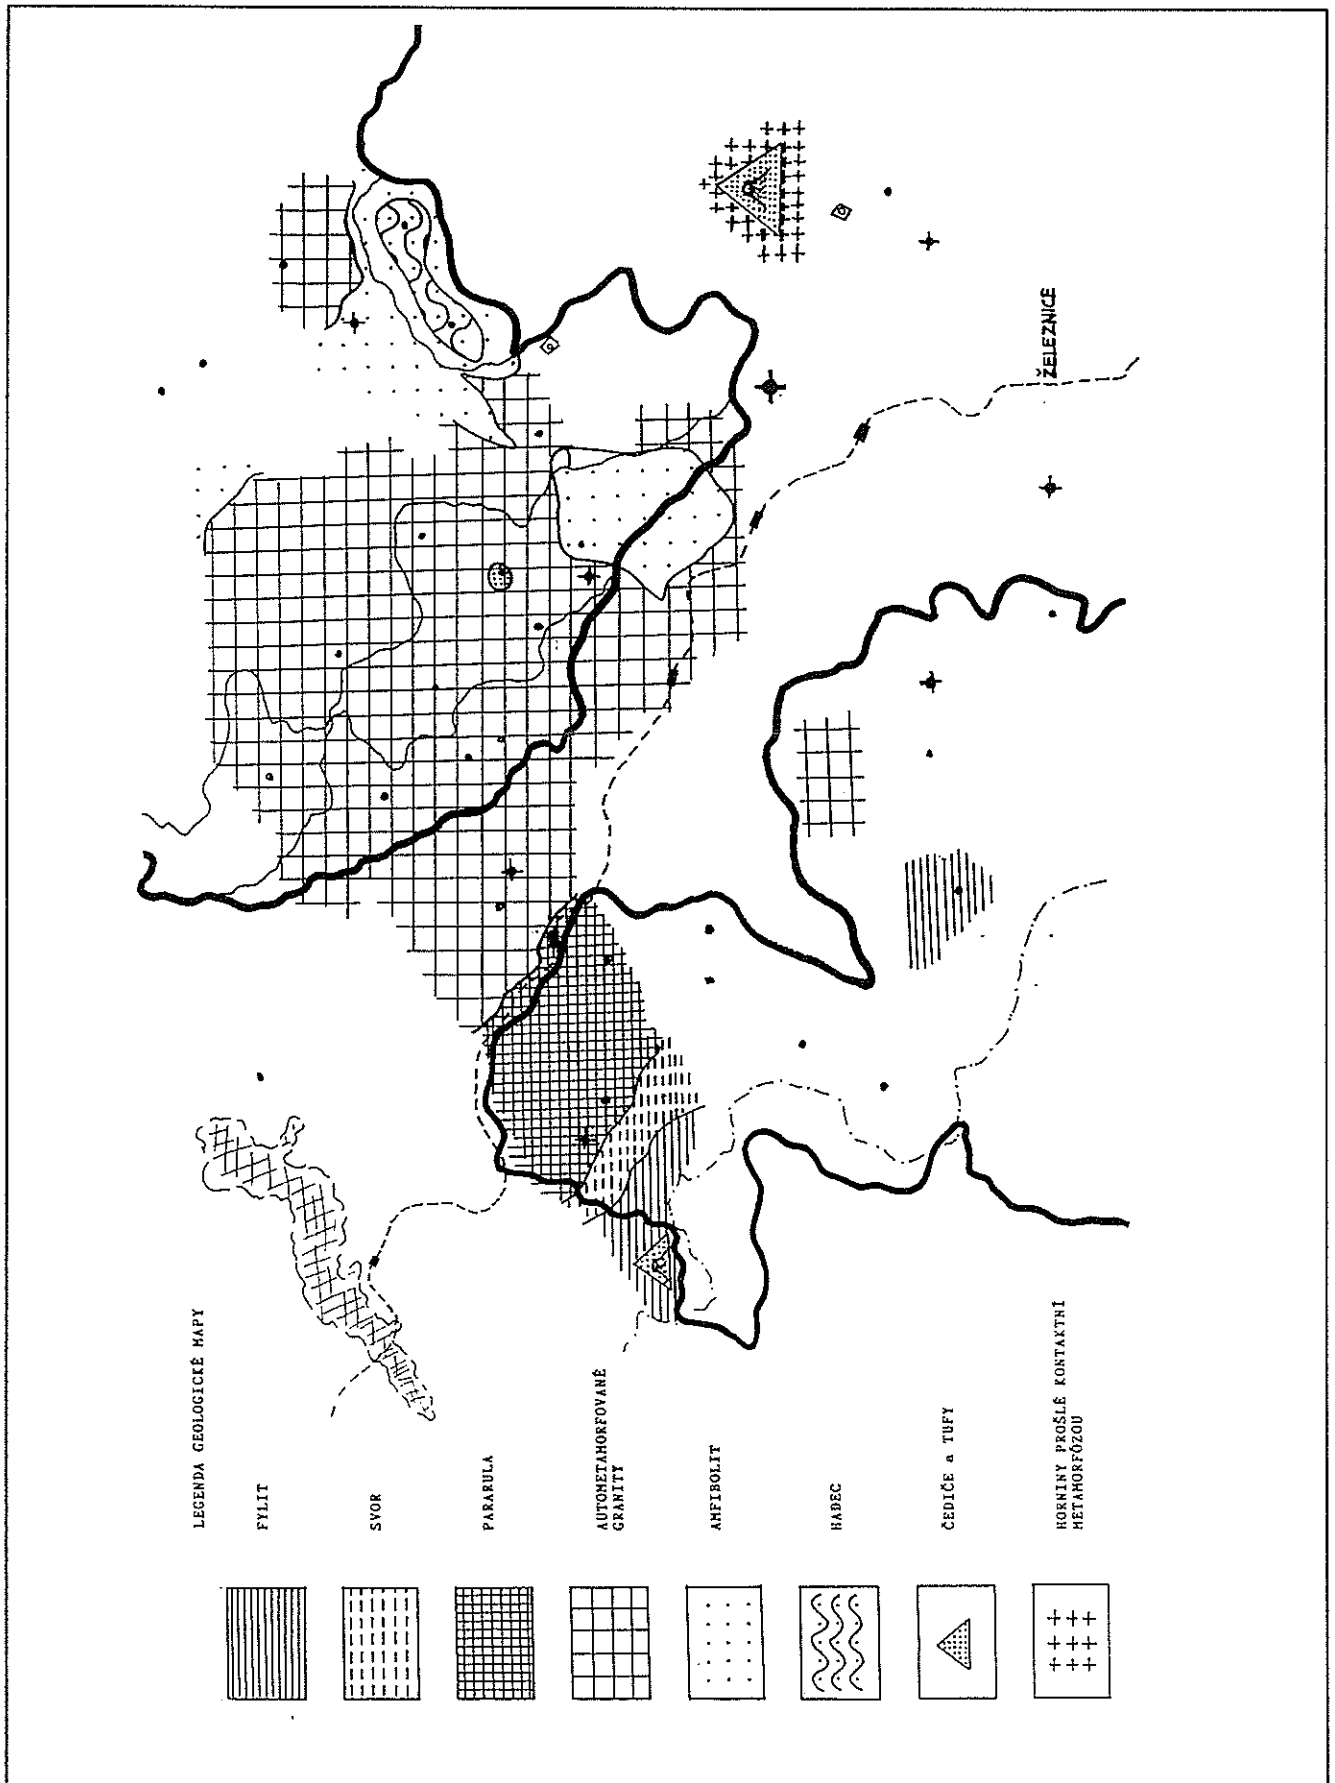 LEGENDA GEOLOGICKÉ MAPY
FYLIT
SVOR
PARARULA
AUTOMETAMORFOVANÉ
GRANITY
AMFIBOLIT
HADEC
ČEDIČE a TUFY
HORNINY PROŠLÉ KONTAKTNÍ
METAMORFÓZOU
ŽELEZNICE